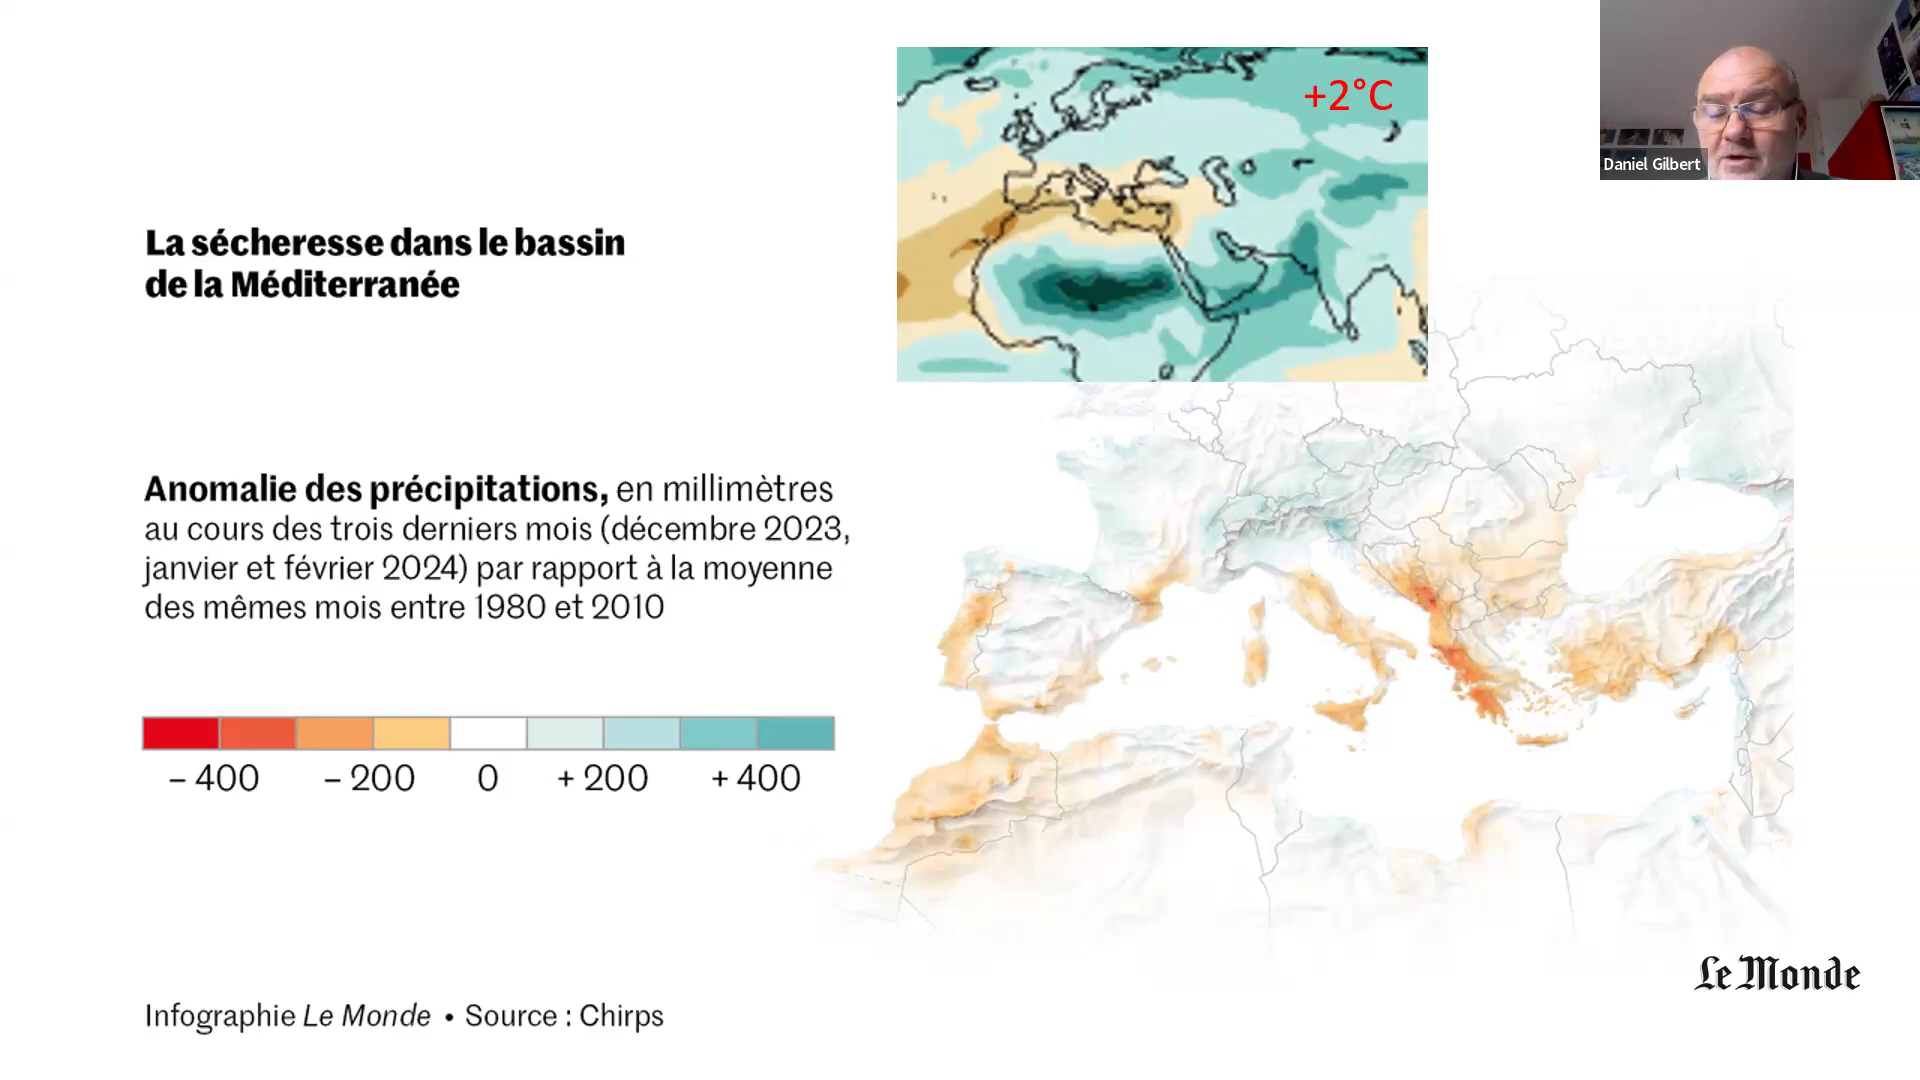 +2°C
Daniel Gilbert
La sécheresse dans le bassin
de la Méditerranée
Anomalie des précipitations, en millimètres
au cours des trois derniers mois (décembre 2023,
janvier et février 2024) par rapport à la moyenne
des mêmes mois entre 1980 et 2010
– 400 – 200 0 + 200 + 400
Le Monde
Infographie Le Monde • Source : Chirps